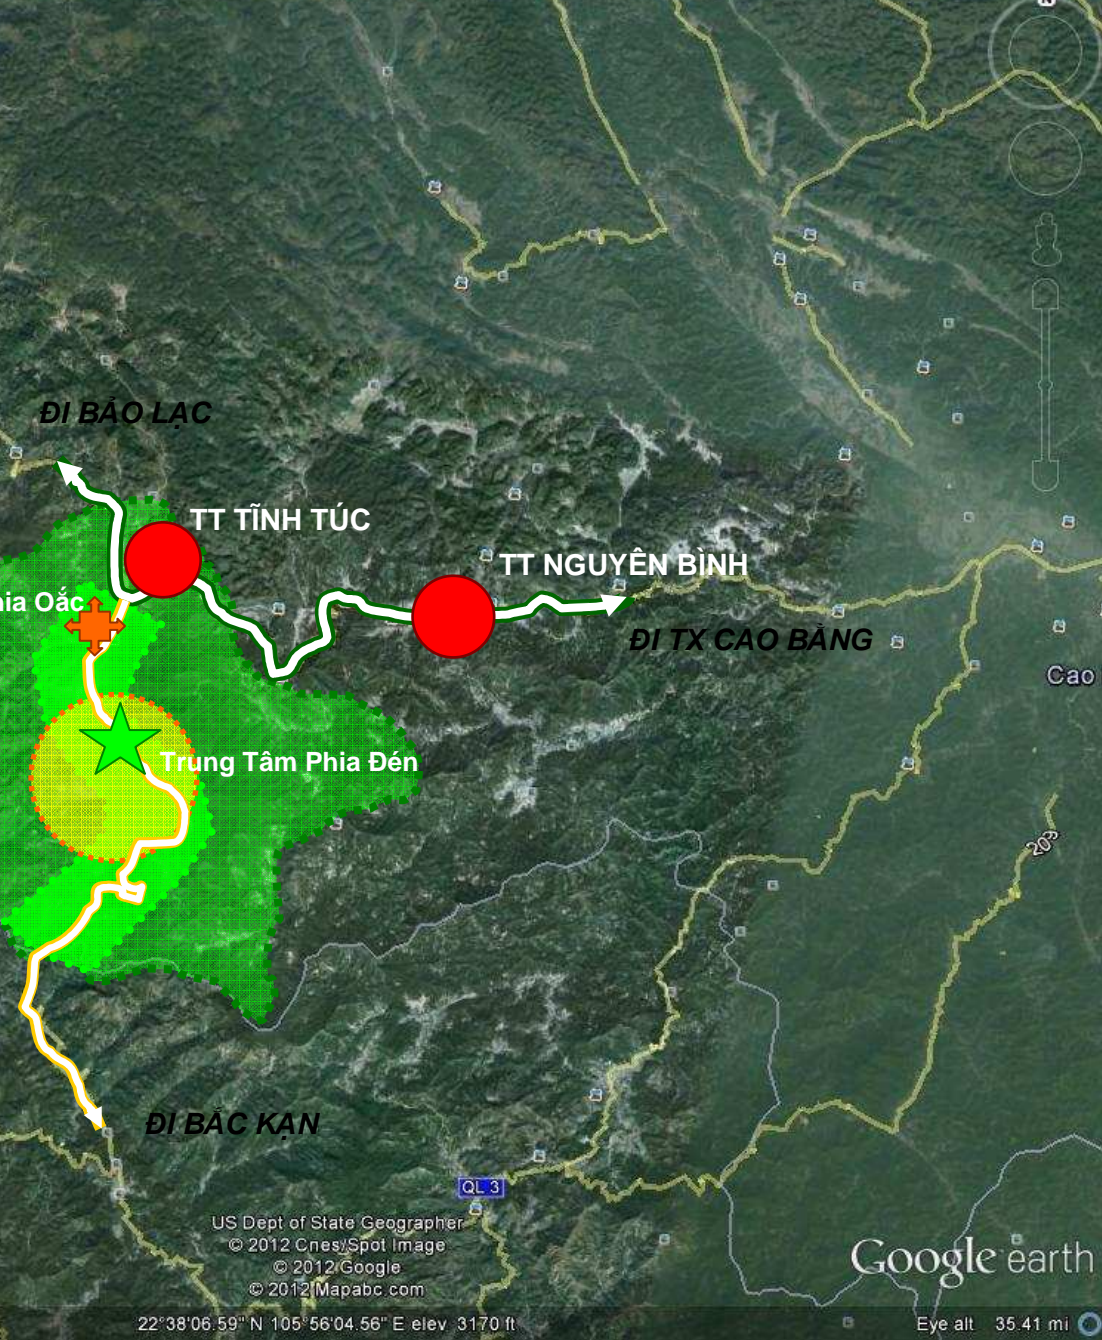 ĐI BẢO LẠC
TT TĨNH TÚC
TT NGUYÊN BÌNH
hia Oắc
ĐI TX CAO BẰNG
Cao
Trung Tâm Phia Đén
209
ĐI BẮC KẠN
QL 3
US Dept of State Geographer
© 2012 Cnes/Spot Image
© 2012 Google
© 2012 Mapabc.com
Google earth
22°38'06.59" N 105°56'04.56" E elev 3170 ft
Eye alt 35.41 mi